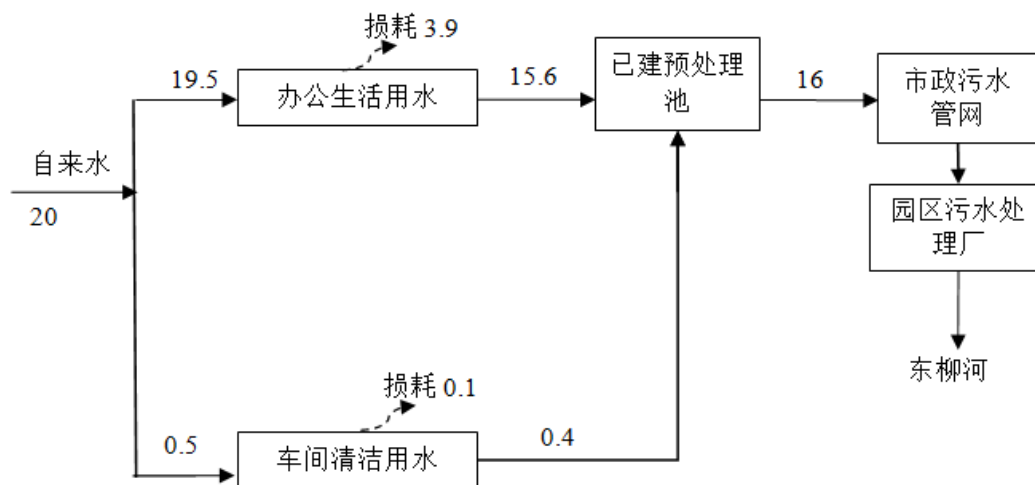 损耗 3.9
19.5
办公生活用水
15.6
已建预处理
池
16
市政污水
管网
自来水
20
园区污水处
理厂
东柳河
损耗 0.1
0.5
车间清洁用水
0.4